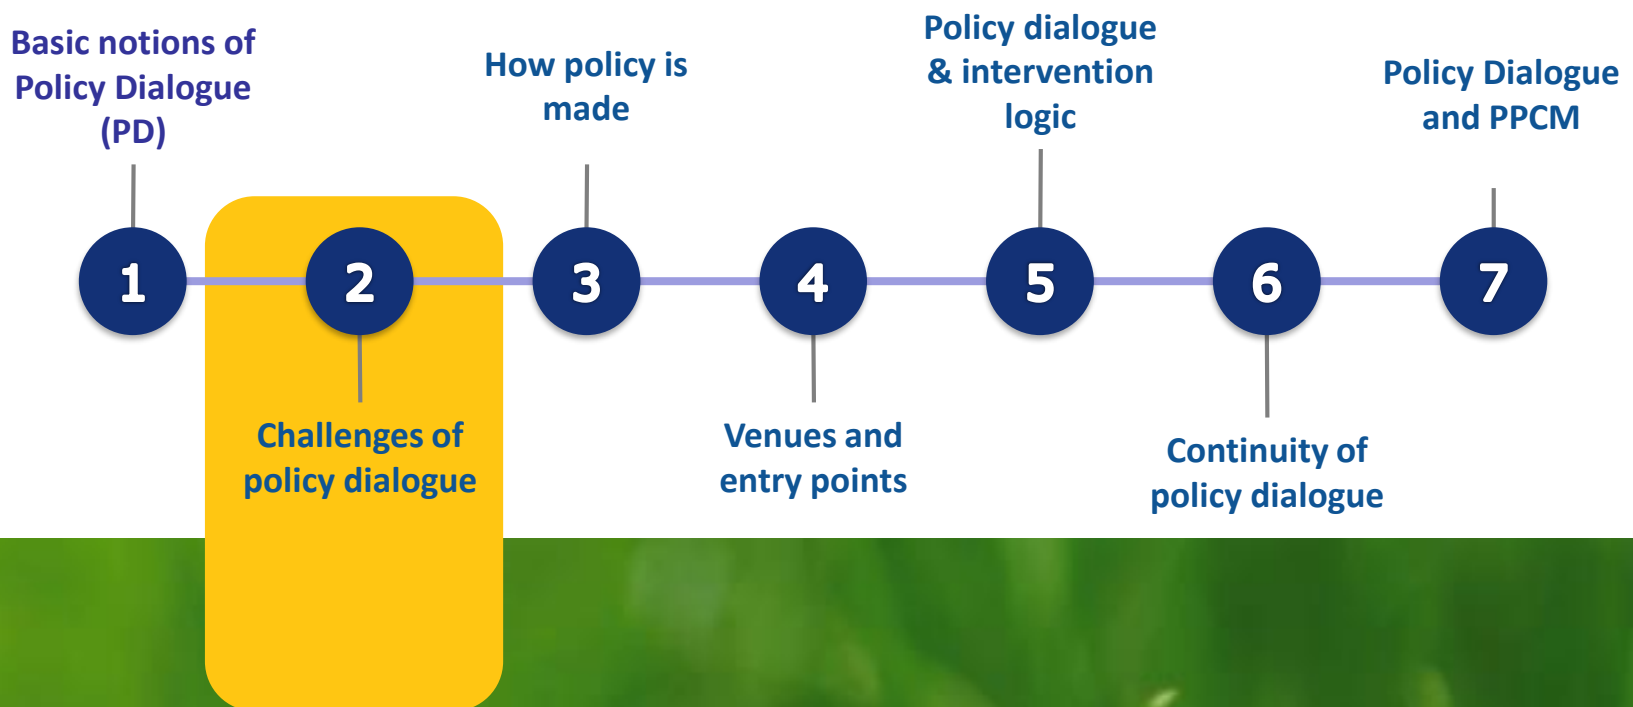 Basic notions of
Policy Dialogue
(PD)
How policy is
made
Policy dialogue
& intervention
logic
Policy Dialogue
and PPCM
1
2
3
4
5
6
7
Challenges of
policy dialogue
Venues and
entry points
Continuity of
policy dialogue